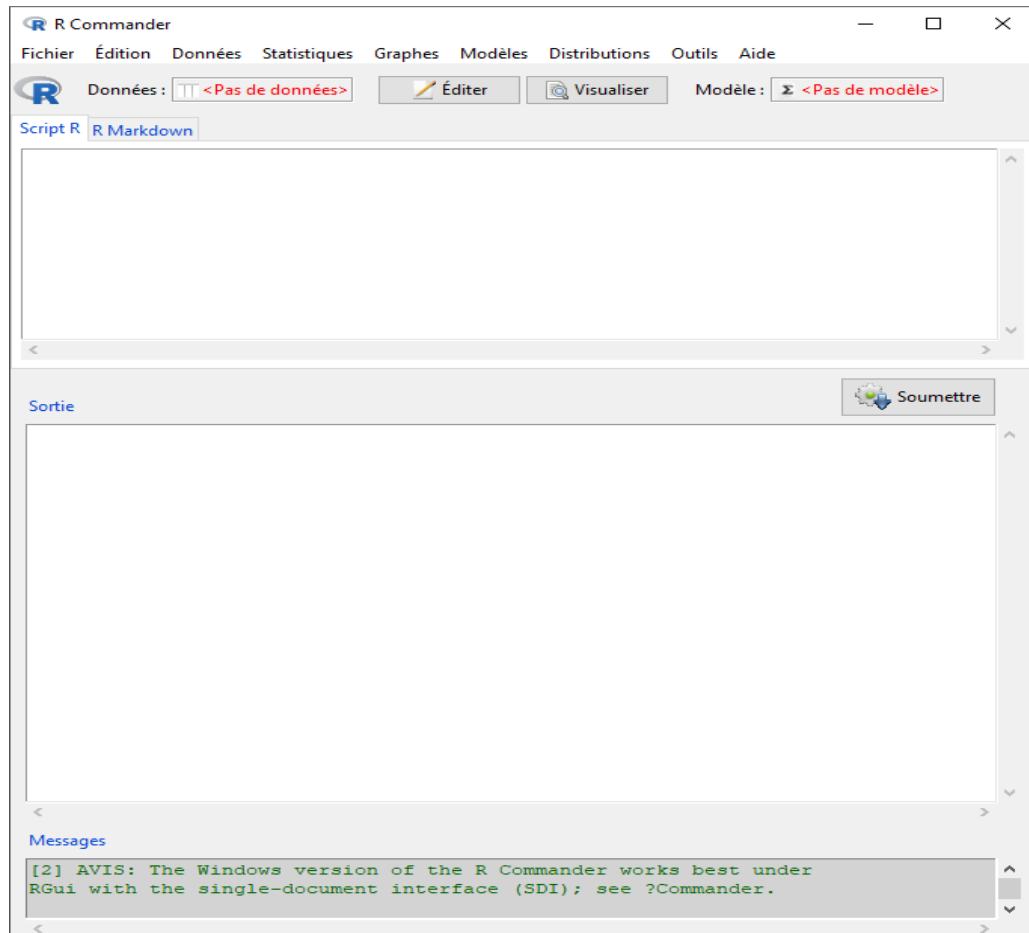 R Commander
Fichier Édition Données Statistiques Graphes Modèles Distributions Outils Aide
R Données : <Pas de données> Éditer Visualiser Modèle : Σ <Pas de modèle>
Script R R Markdown
Soumettre
Sortie
Messages
[2] AVIS: The Windows version of the R Commander works best under
RGui with the single-document interface (SDI); see ?Commander.